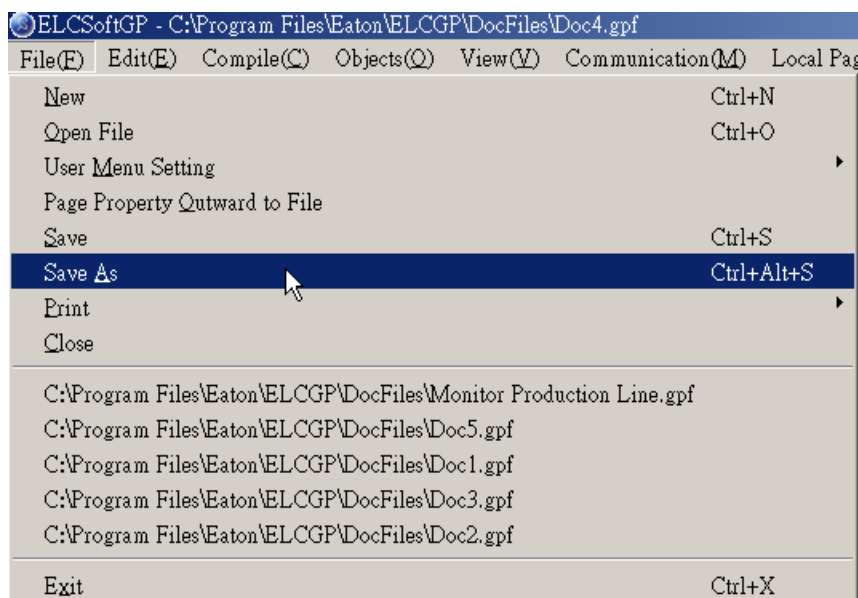 ELCSoftGP - C:\Program Files\Eaton\ELCGP\DocFiles\Doc4.gpf
File(F) Edit(E) Compile(C) Objects(O) View(V) Communication(M) Local Pag
New Ctrl+N
Open File Ctrl+O
User Menu Setting
Page Property Outward to File
Save Ctrl+S
Save As Ctrl+Alt+S
Print
Close
C:\Program Files\Eaton\ELCGP\DocFiles\Monitor Production Line.gpf
C:\Program Files\Eaton\ELCGP\DocFiles\Doc5.gpf
C:\Program Files\Eaton\ELCGP\DocFiles\Doc1.gpf
C:\Program Files\Eaton\ELCGP\DocFiles\Doc3.gpf
C:\Program Files\Eaton\ELCGP\DocFiles\Doc2.gpf
Exit Ctrl+X